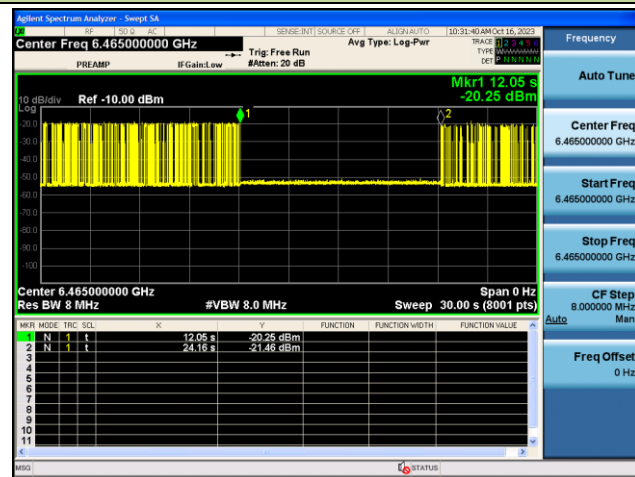 Agilent Spectrum Analyzer - Swept SA
RF 50 Ω AC SENSE:INT SOURCE OFF ALIGN AUTO 10:31:40 AM Oct 16, 2023
Center Freq 6.465000000 GHz Avg Type: Log-Pwr TRACE 1 2 3 4 5 6
TYPE
PREAMP IFGain:Low Trig: Free Run DET P N N N N N
#Atten: 20 dB
Mkr1 12.05 s
10 dB/div Ref -10.00 dBm -20.25 dBm
Log
1 2
-20.0
-30.0
-40.0
-50.0
-60.0
-70.0
-80.0
-90.0
-100
Center 6.465000000 GHz Span 0 Hz
Res BW 8 MHz #VBW 8.0 MHz Sweep 30.00 s (8001 pts)
MKR MODE TRC SCL X Y FUNCTION FUNCTION WIDTH FUNCTION VALUE
1 N 1 t 12.05 s -20.25 dBm
2 N 1 t 24.16 s -21.46 dBm
3
4
5
6
7
8
9
10
11
MSG STATUS
Frequency
Auto Tune
Center Freq
6.465000000 GHz
Start Freq
6.465000000 GHz
Stop Freq
6.465000000 GHz
CF Step
8.000000 MHz
Auto Man
Freq Offset
0 Hz